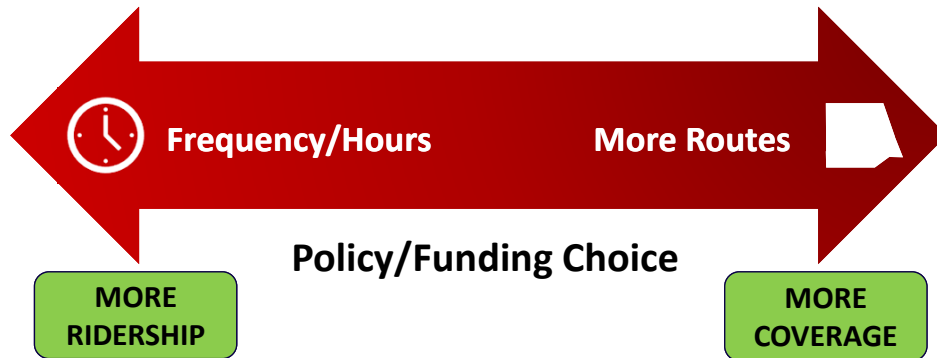 Frequency/Hours
More Routes
Policy/Funding Choice
MORE
RIDERSHIP
MORE
COVERAGE